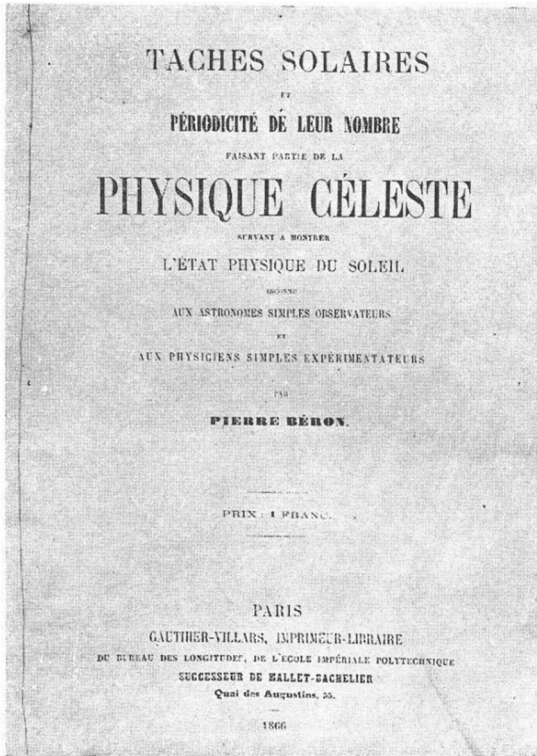 TACHES SOLAIRES
ET
PÉRIODICITÉ DE LEUR NOMBRE
FAISANT PARTIE DE LA
PHYSIQUE CÉLESTE
SERVANT A MONTRER
L'ÉTAT PHYSIQUE DU SOLEIL
INCONNU
AUX ASTRONOMES SIMPLES OBSERVATEURS
ET
AUX PHYSICIENS SIMPLES EXPÉRIMENTATEURS
PAR
PIERRE BÉRON.
PRIX : 1 FRANC.
PARIS
GAUTHIER-VILLARS, IMPRIMEUR-LIBRAIRE
DU BUREAU DES LONGITUDES, DE L'ÉCOLE IMPÉRIALE POLYTECHNIQUE
SUCCESSEUR DE MALLET-BACHELIER
Quai des Augustins, 55.
1866